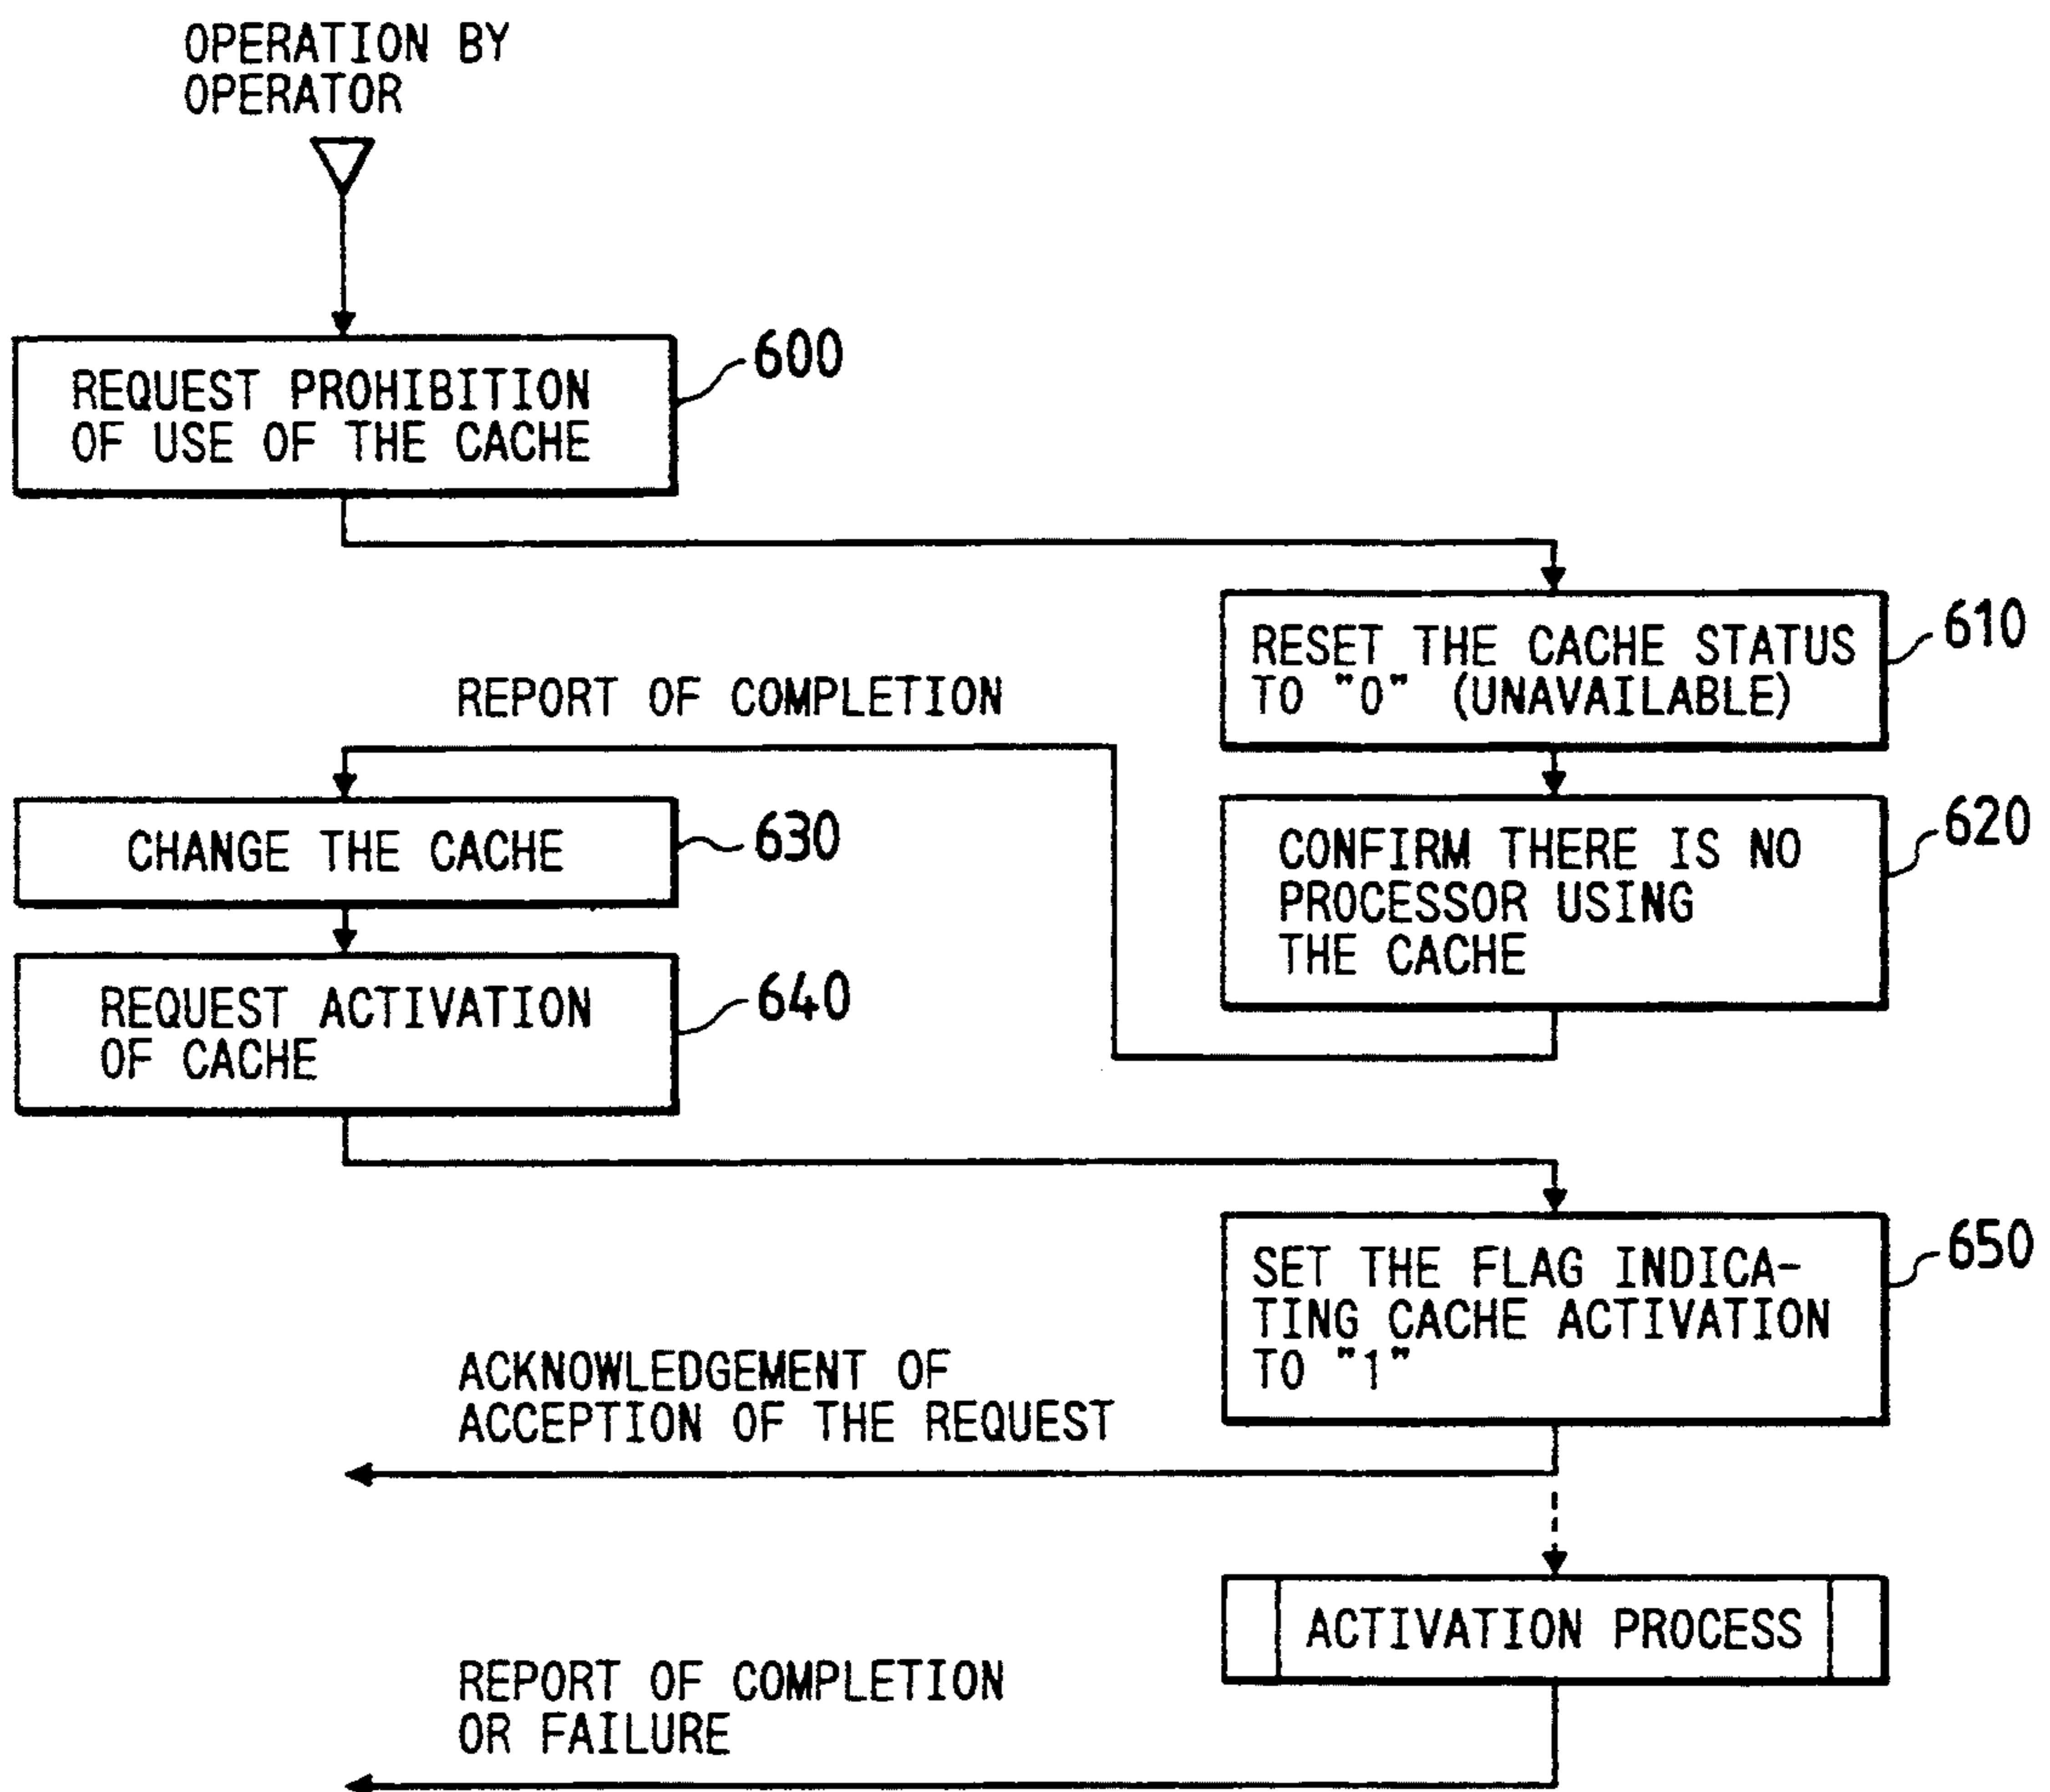 OPERATION BY
OPERATOR
REQUEST PROHIBITION
OF USE OF THE CACHE
600
RESET THE CACHE STATUS
TO "0" (UNAVAILABLE)
610
REPORT OF COMPLETION
CHANGE THE CACHE
630
CONFIRM THERE IS NO
PROCESSOR USING
THE CACHE
620
REQUEST ACTIVATION
OF CACHE
640
SET THE FLAG INDICA-
TING CACHE ACTIVATION
TO "1"
650
ACKNOWLEDGEMENT OF
ACCEPTION OF THE REQUEST
ACTIVATION PROCESS
REPORT OF COMPLETION
OR FAILURE